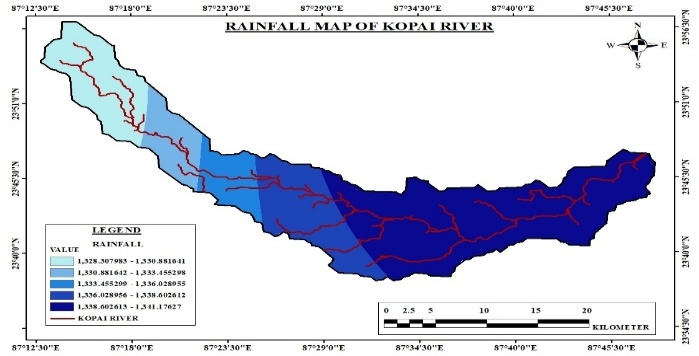 87°12'30"E 87°18'0"E 87°23'30"E 87°29'0"E 87°34'30"E 87°40'0"E 87°45'30"E
RAINFALL MAP OF KOPAI RIVER
N
W E
S
23°56'30"N
23°51'0"N 23°51'0"N
23°45'30"N 23°45'30"N
23°40'0"N 23°40'0"N
23°34'30"N
LEGEND
RAINFALL
VALUE
1,328.307983 - 1,330.881641
1,330.881642 - 1,333.455298
1,333.455299 - 1,336.028955
1,336.028956 - 1,338.602612
1,338.602613 - 1,341.17627
KOPAI RIVER
0 2.5 5 10 15 20
KILOMETER
87°12'30"E 87°18'0"E 87°23'30"E 87°29'0"E 87°34'30"E 87°40'0"E 87°45'30"E